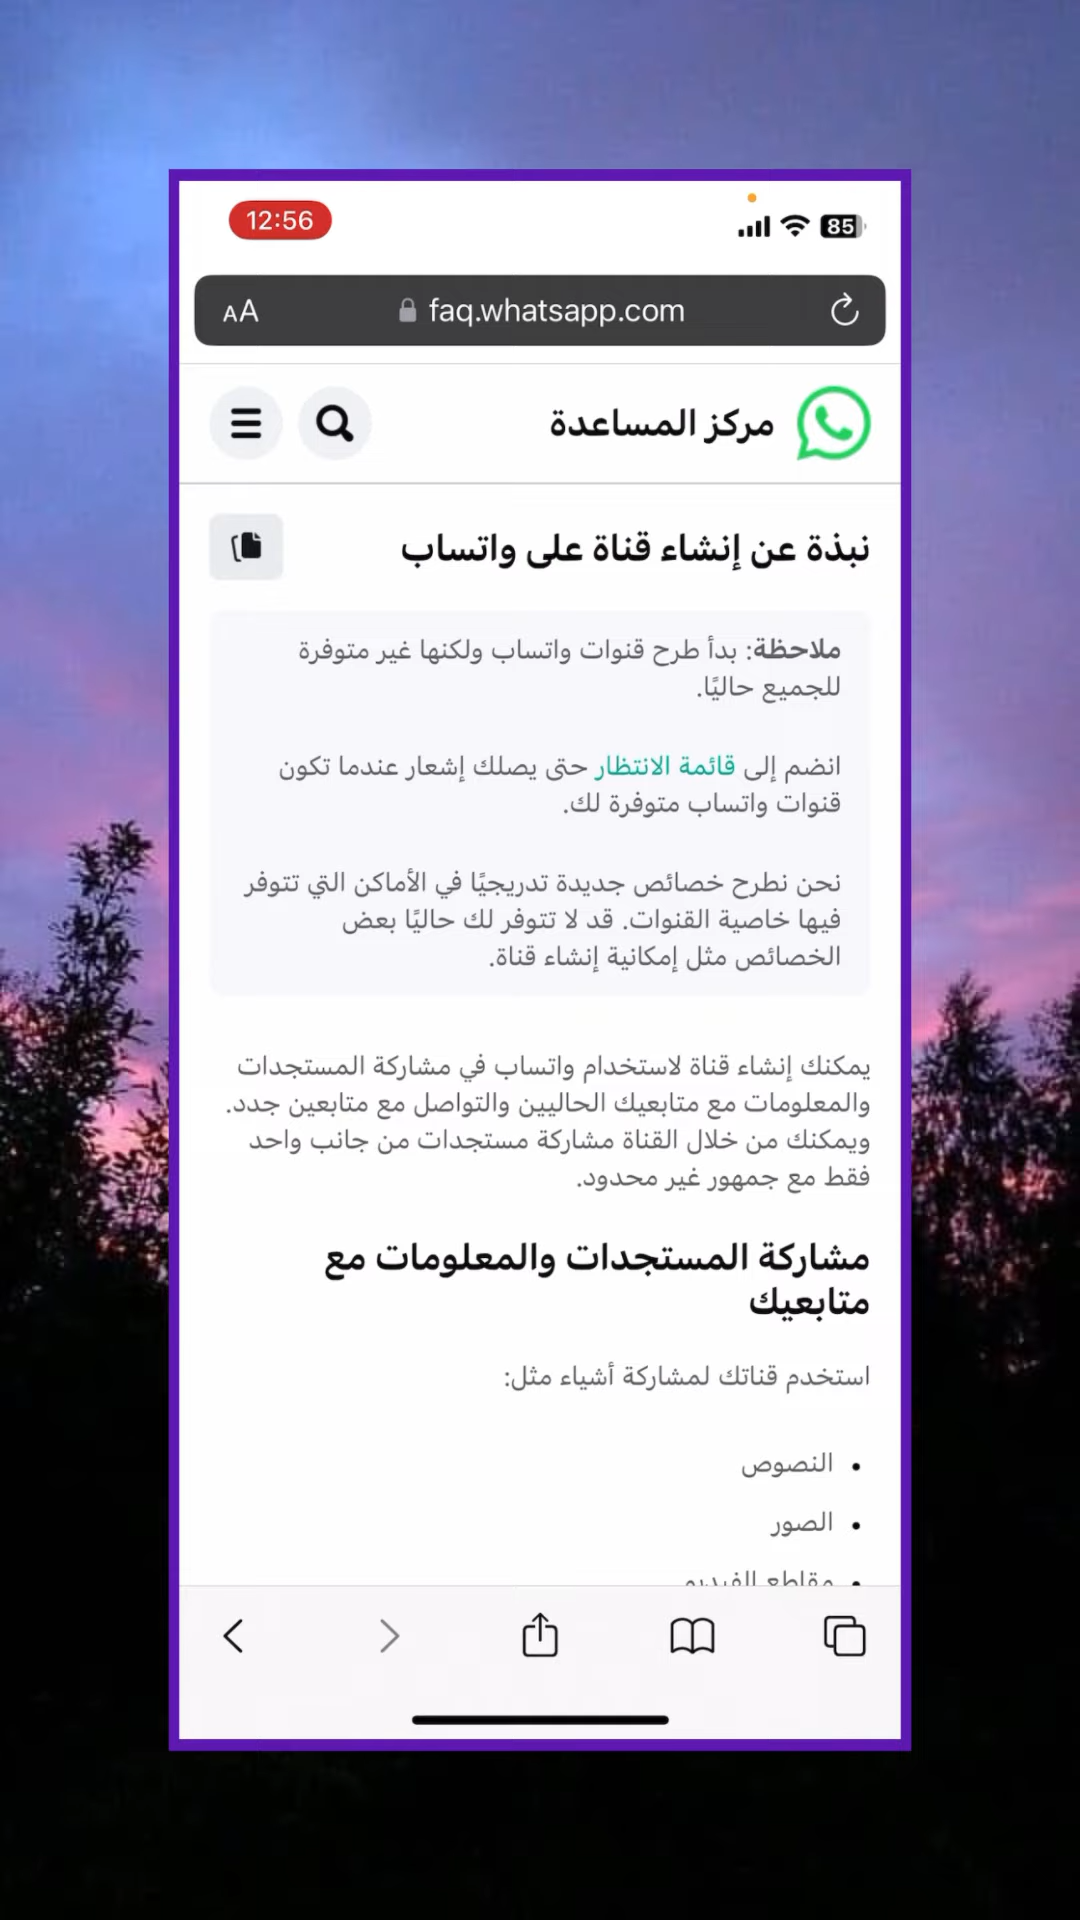 12:56
85
AA
faq.whatsapp.com
مركز المساعدة
نبذة عن إنشاء قناة على واتساب
ملاحظة: بدأ طرح قنوات واتساب ولكنها غير متوفرة
للجميع حاليًا.
انضم إلى قائمة الانتظار حتى يصلك إشعار عندما تكون
قنوات واتساب متوفرة لك.
نحن نطرح خصائص جديدة تدريجيًا في الأماكن التي تتوفر
فيها خاصية القنوات. قد لا تتوفر لك حاليًا بعض
الخصائص مثل إمكانية إنشاء قناة.
يمكنك إنشاء قناة لاستخدام واتساب في مشاركة المستجدات
والمعلومات مع متابعيك الحاليين والتواصل مع متابعين جدد.
ويمكنك من خلال القناة مشاركة مستجدات من جانب واحد
فقط مع جمهور غير محدود.
مشاركة المستجدات والمعلومات مع
متابعيك
استخدم قناتك لمشاركة أشياء مثل:
• النصوص
• الصور
• مقاطع الفيديو